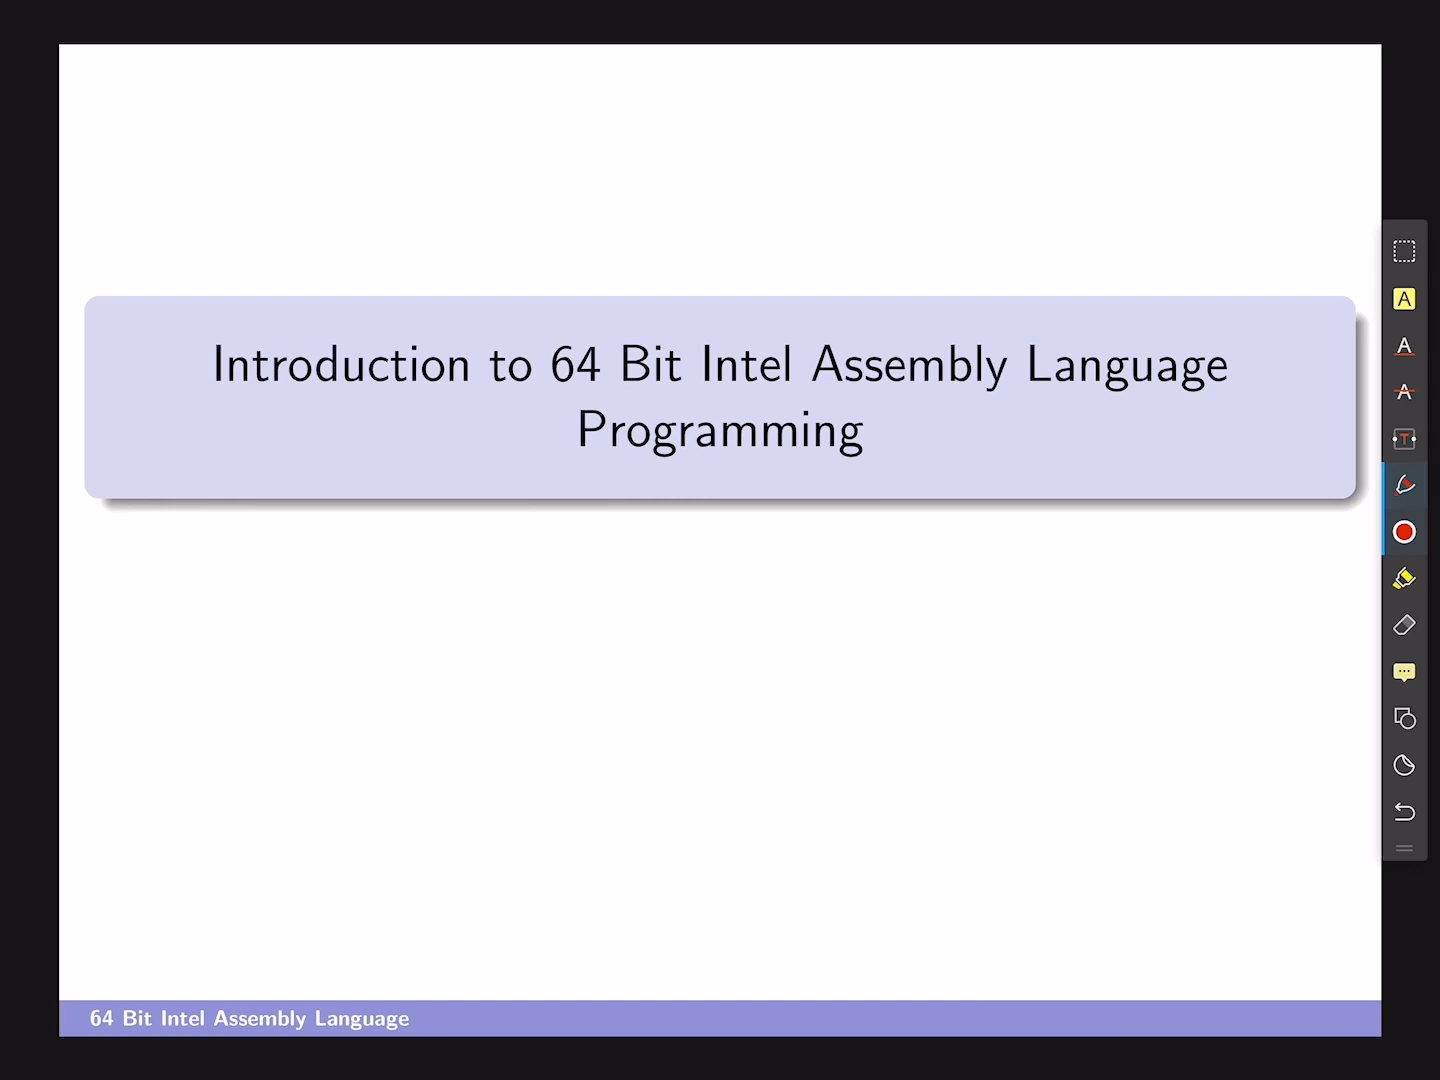 Introduction to 64 Bit Intel Assembly Language
Programming
A
A
A
T
64 Bit Intel Assembly Language